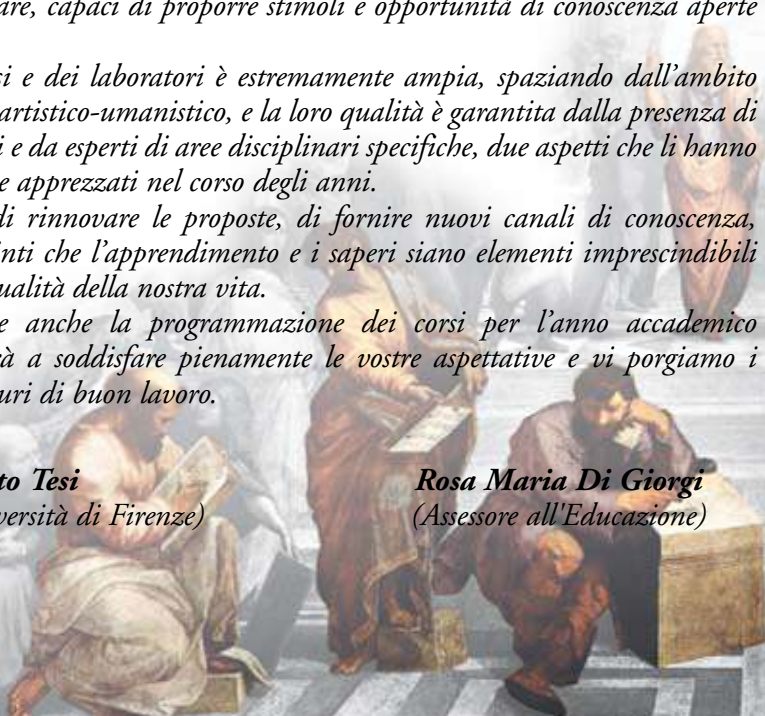 are, capaci di proporre stimoli e opportunità di conoscenza aperte
si e dei laboratori è estremamente ampia, spaziando dall'ambito
artistico-umanistico, e la loro qualità è garantita dalla presenza di
i e da esperti di aree disciplinari specifiche, due aspetti che li hanno
e apprezzati nel corso degli anni.
di rinnovare le proposte, di fornire nuovi canali di conoscenza,
nti che l'apprendimento e i saperi siano elementi imprescindibili
ualità della nostra vita.
e anche la programmazione dei corsi per l'anno accademico
rà a soddisfare pienamente le vostre aspettative e vi porgiamo i
uri di buon lavoro.
to Tesi
Rosa Maria Di Giorgi
versità di Firenze)
(Assessore all'Educazione)